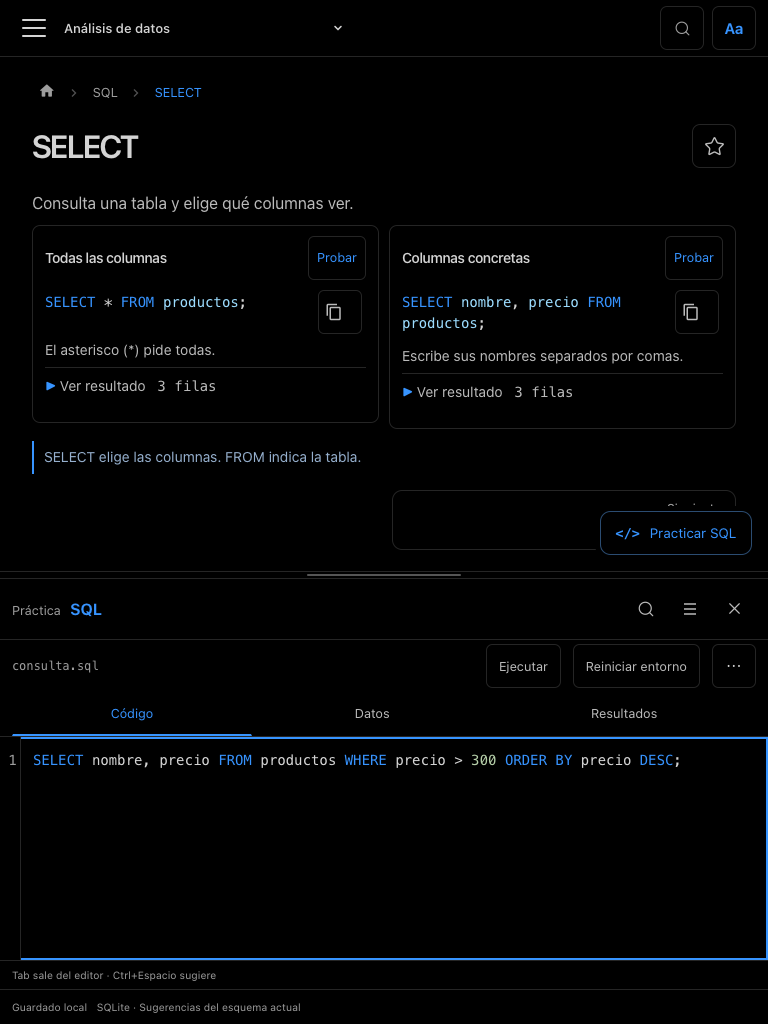 Análisis de datos
Aa
SQL
SELECT
SELECT
Consulta una tabla y elige qué columnas ver.
Todas las columnas
Probar
SELECT * FROM productos;
El asterisco (*) pide todas.
Ver resultado 3 filas
Columnas concretas
Probar
SELECT nombre, precio FROM
productos;
Escribe sus nombres separados por comas.
Ver resultado 3 filas
SELECT elige las columnas. FROM indica la tabla.
</> Practicar SQL
Práctica SQL
consulta.sql
Ejecutar
Reiniciar entorno
...
Código
Datos
Resultados
1
SELECT nombre, precio FROM productos WHERE precio > 300 ORDER BY precio DESC;
Tab sale del editor · Ctrl+Espacio sugiere
Guardado local SQLite · Sugerencias del esquema actual